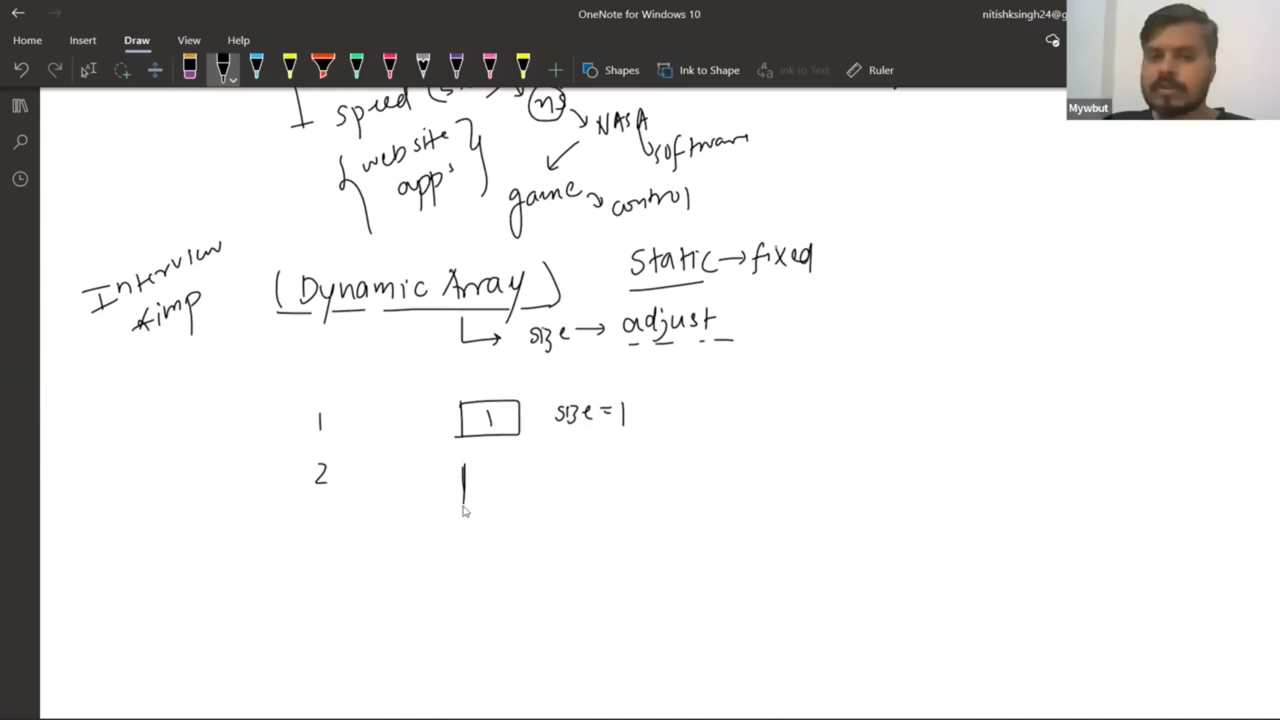 OneNote for Windows 10
nitishksingh24@g
Home Insert Draw View Help
Shapes Ink to Shape Ink to Text Ruler
Mywbut
speed
ns
NASA
software
{website apps}
game → control
Interview
imp
(Dynamic Array)
Static → fixed
size → adjust
1 1 size = 1
2